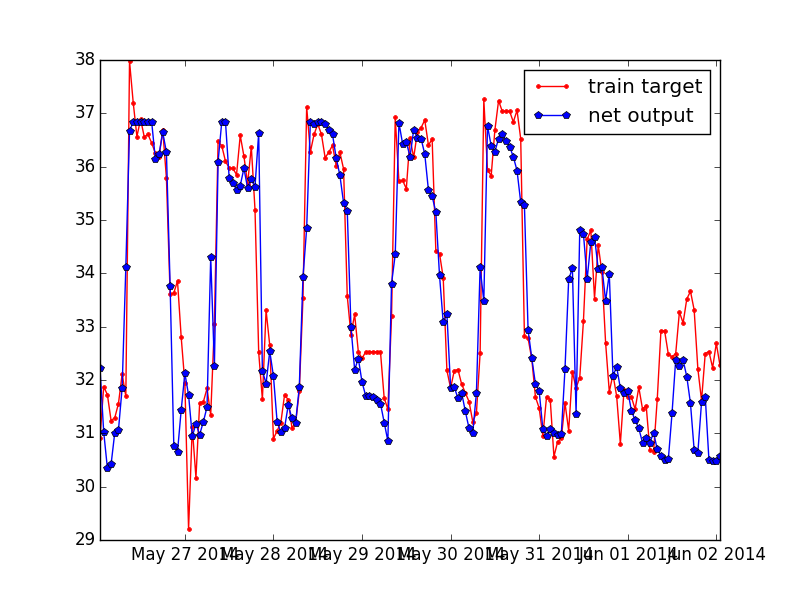 38
37
36
35
34
33
32
31
30
29
train target
net output
May 27 2014
May 28 2014
May 29 2014
May 30 2014
May 31 2014
Jun 01 2014
Jun 02 2014